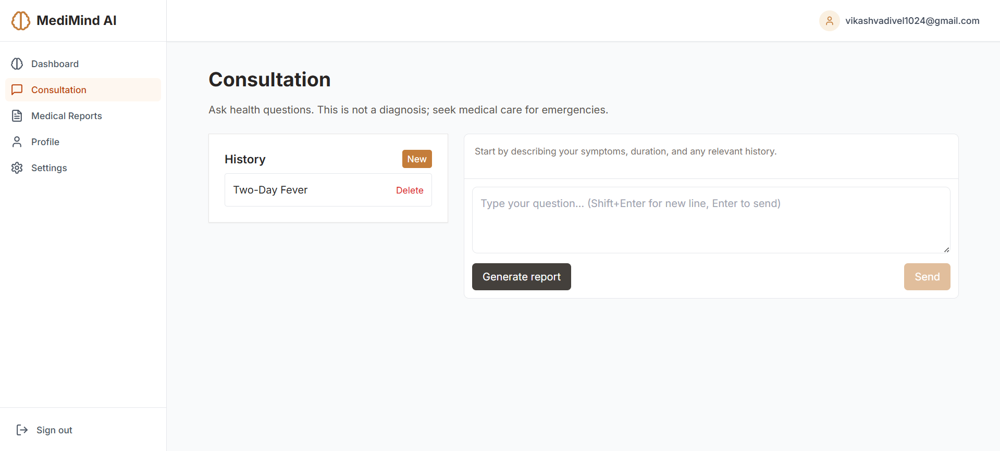 MediMind AI
vikashvadivel1024@gmail.com
Dashboard
Consultation
Medical Reports
Profile
Settings
Sign out
Consultation
Ask health questions. This is not a diagnosis; seek medical care for emergencies.
History
New
Two-Day Fever
Delete
Start by describing your symptoms, duration, and any relevant history.
Type your question... (Shift+Enter for new line, Enter to send)
Generate report
Send